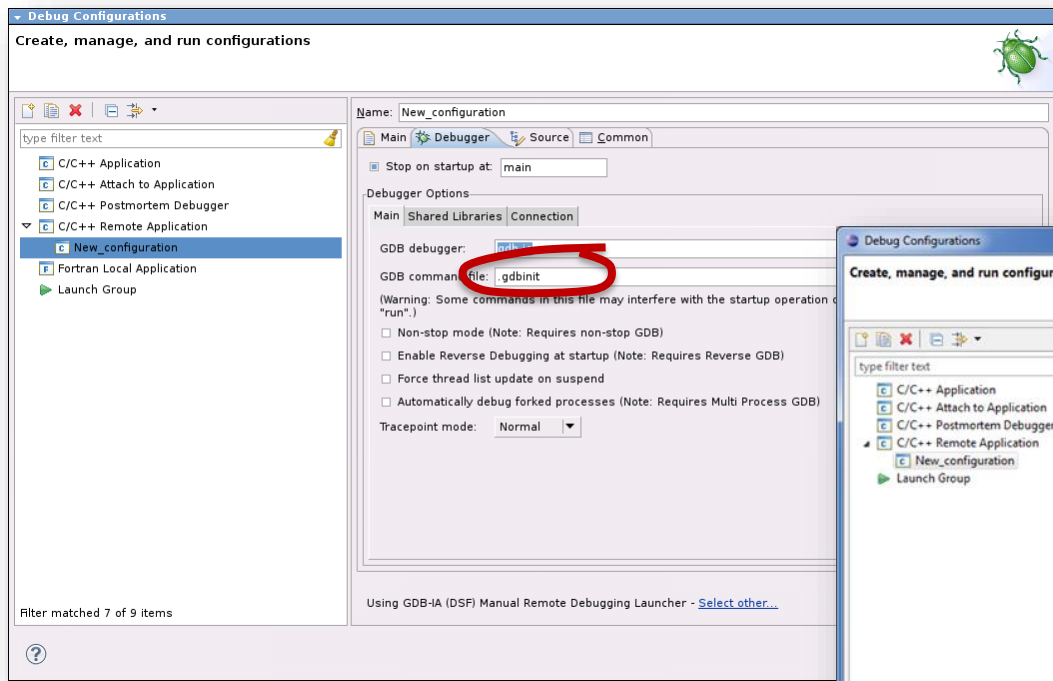 Debug Configurations
Create, manage, and run configurations
type filter text
C/C++ Application
C/C++ Attach to Application
C/C++ Postmortem Debugger
C/C++ Remote Application
New_configuration
Fortran Local Application
Launch Group
Filter matched 7 of 9 items
Name: New_configuration
Main Debugger Source Common
Stop on startup at: main
Debugger Options
Main Shared Libraries Connection
GDB debugger:
GDB command file: .gdbinit
(Warning: Some commands in this file may interfere with the startup operation
"run".)
Non-stop mode (Note: Requires non-stop GDB)
Enable Reverse Debugging at startup (Note: Requires Reverse GDB)
Force thread list update on suspend
Automatically debug forked processes (Note: Requires Multi Process GDB)
Tracepoint mode: Normal
Using GDB-IA (DSF) Manual Remote Debugging Launcher - Select other...
Debug Configurations
Create, manage, and run configur
type filter text
C/C++ Application
C/C++ Attach to Application
C/C++ Postmortem Debugger
C/C++ Remote Application
New_configuration
Launch Group